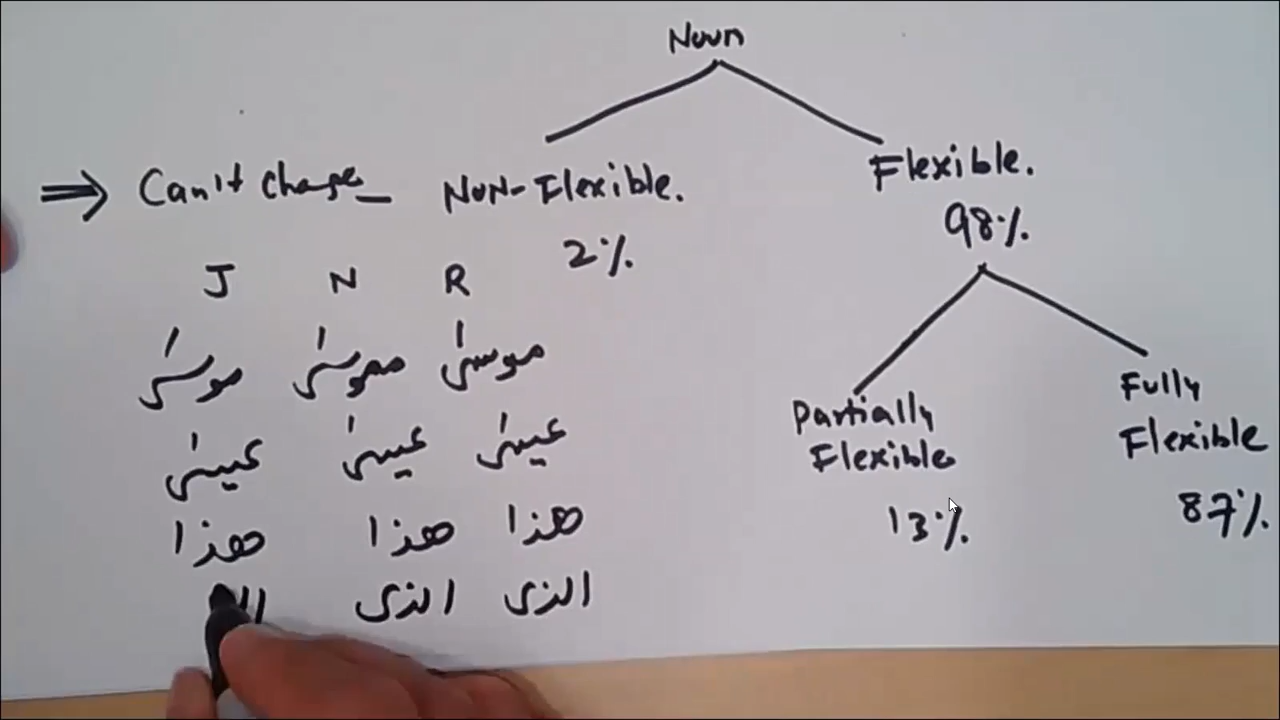 Noun
Flexible.
⇒ Can't change_ Non-Flexible.
98%
2%
J N R
موسىٰ موسىٰ موسىٰ
Partially Flexible
Fully Flexible
عيسىٰ عيسىٰ عيسىٰ
13%
87%
هذا هذا هذا
الذى الذى